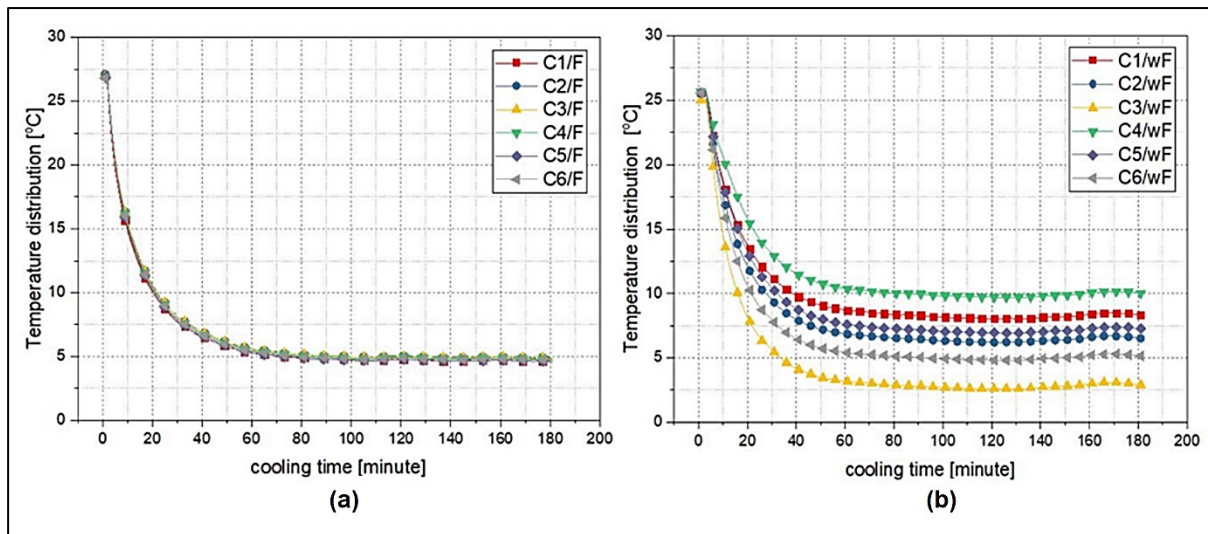 30
25
20
15
10
5
0
Temperature distribution [°C]
C1/F
C2/F
C3/F
C4/F
C5/F
C6/F
0 20 40 60 80 100 120 140 160 180 200
cooling time [minute]
(a)
30
25
20
15
10
5
0
Temperature distribution [°C]
C1/wF
C2/wF
C3/wF
C4/wF
C5/wF
C6/wF
0 20 40 60 80 100 120 140 160 180 200
cooling time [minute]
(b)